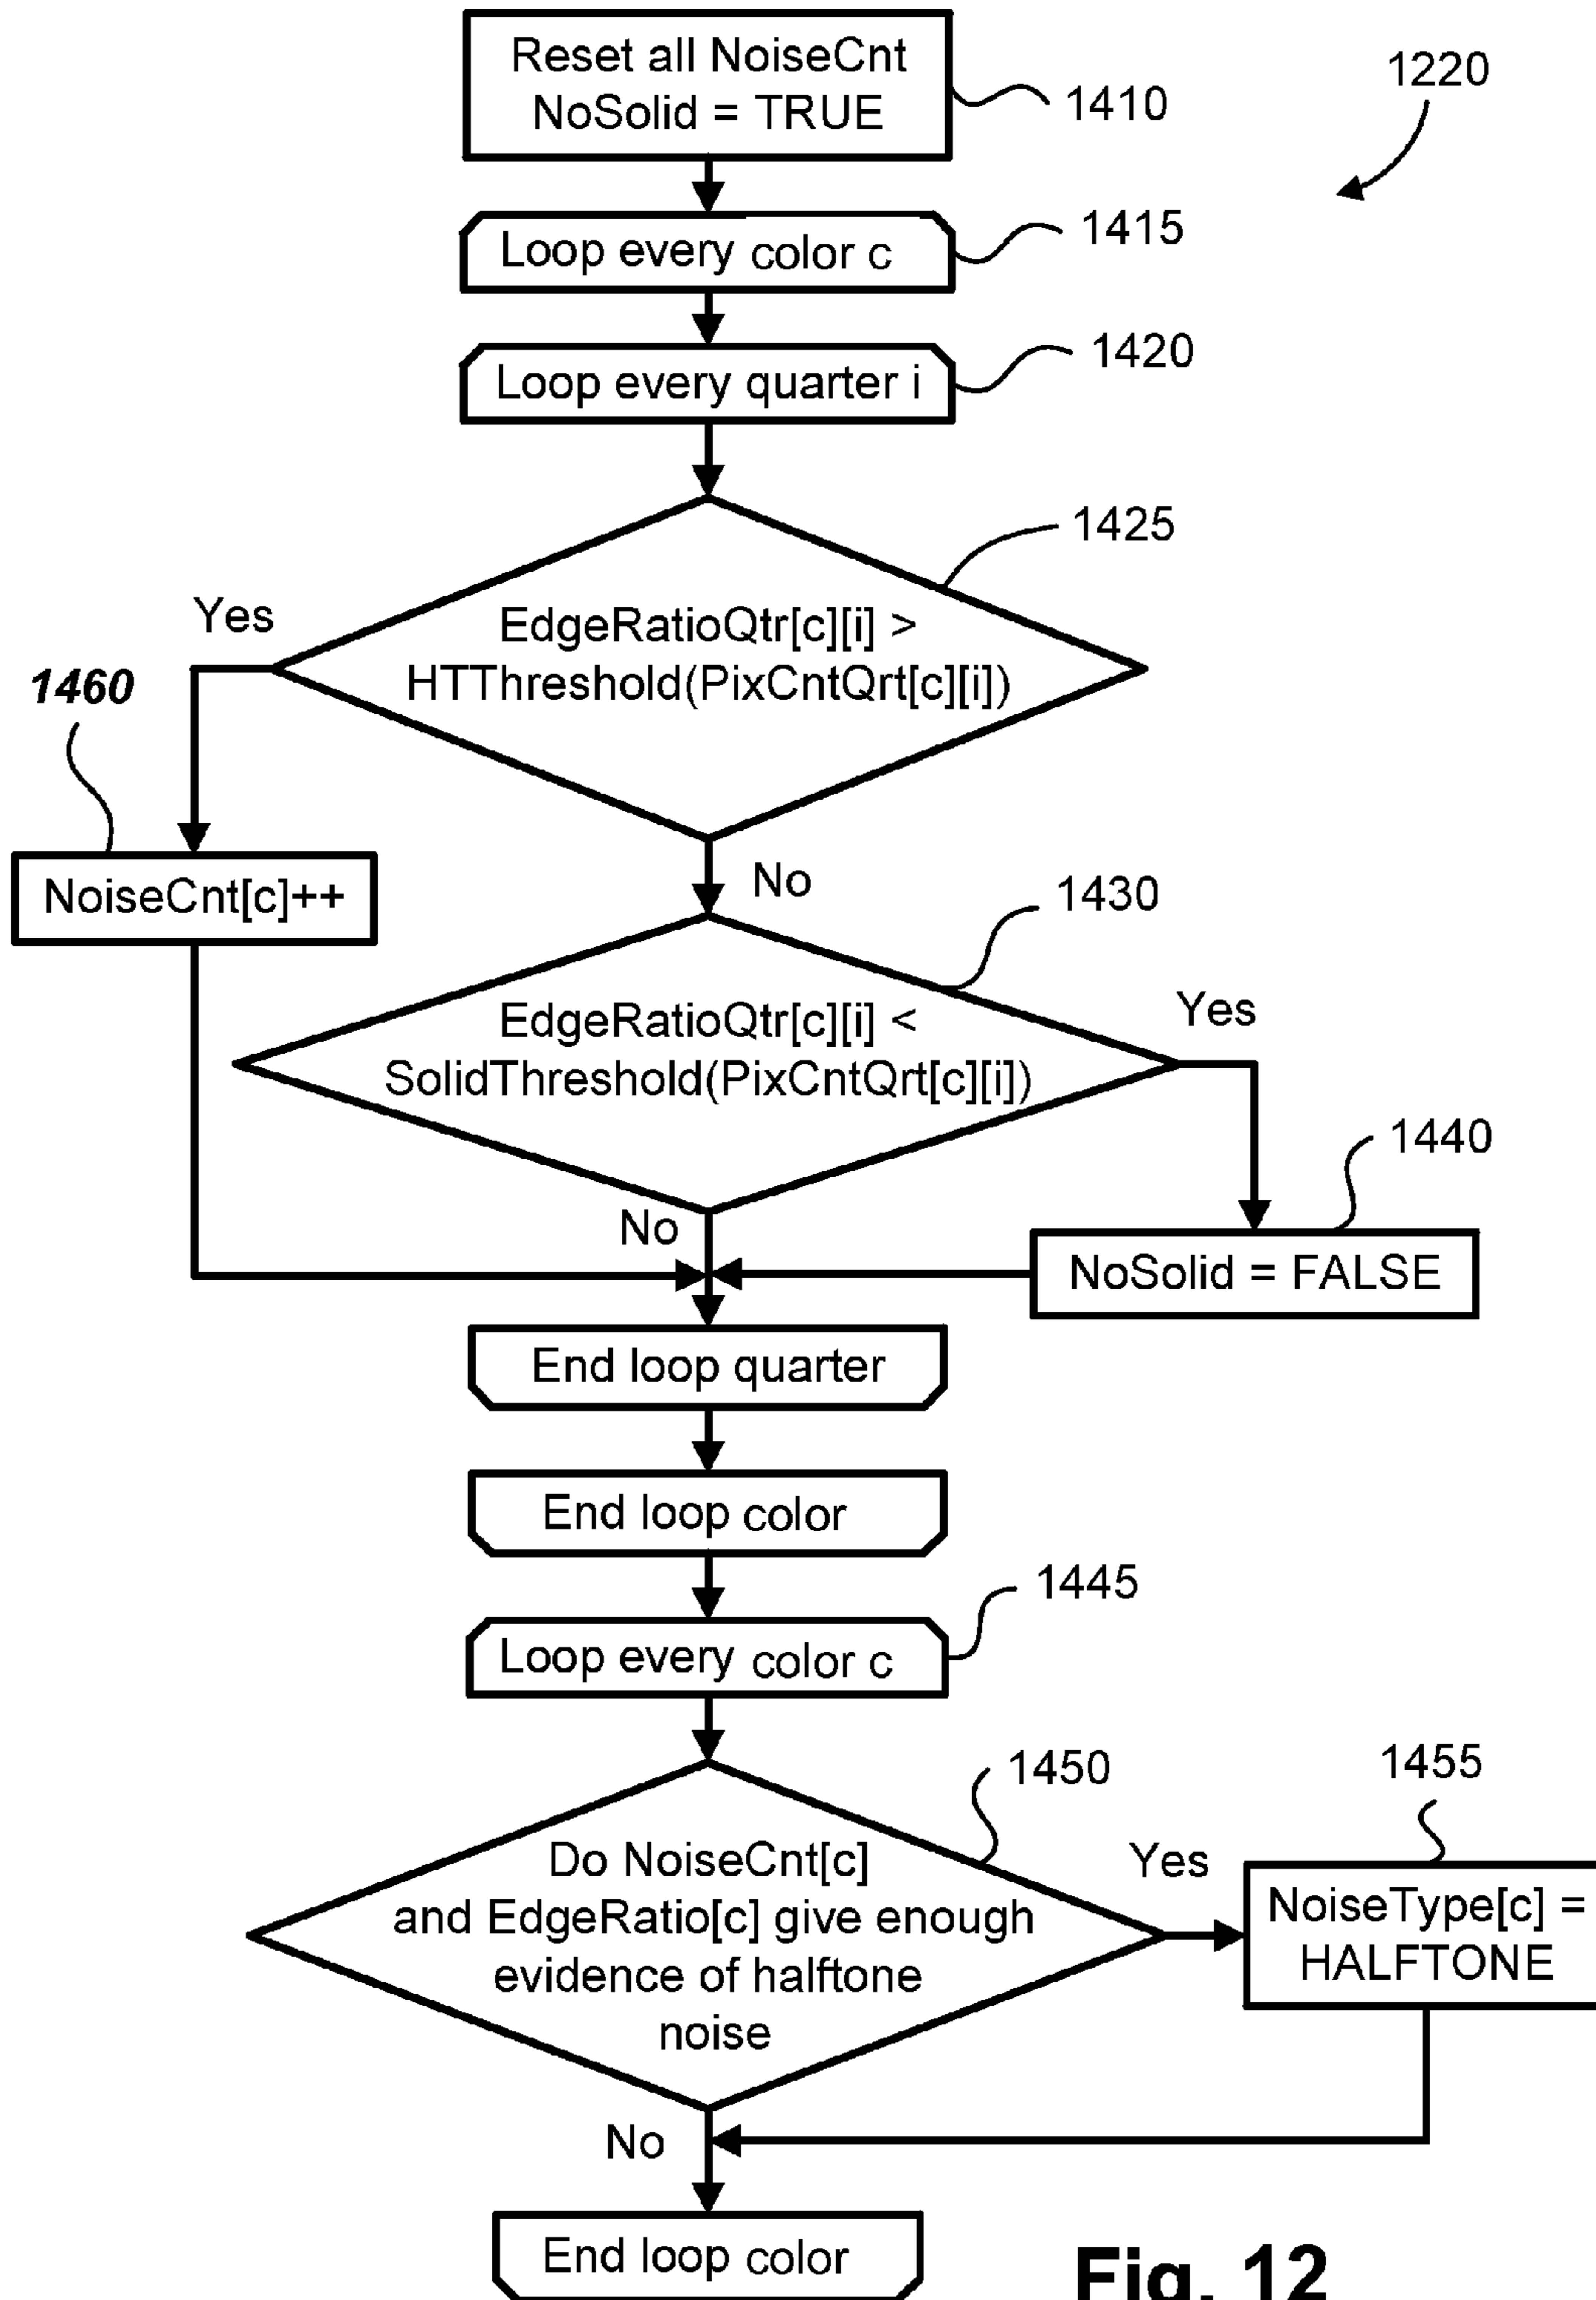 Reset all NoiseCnt
NoSolid = TRUE
1410
1220
Loop every color c
1415
Loop every quarter i
1420
1425
EdgeRatioQtr[c][i] >
HTThreshold(PixCntQrt[c][i])
Yes
1460
NoiseCnt[c]++
No
1430
EdgeRatioQtr[c][i] <
SolidThreshold(PixCntQrt[c][i])
Yes
1440
NoSolid = FALSE
No
End loop quarter
End loop color
1445
Loop every color c
1450
Do NoiseCnt[c]
and EdgeRatio[c] give enough
evidence of halftone
noise
Yes
1455
NoiseType[c] =
HALFTONE
No
End loop color
Fig. 12